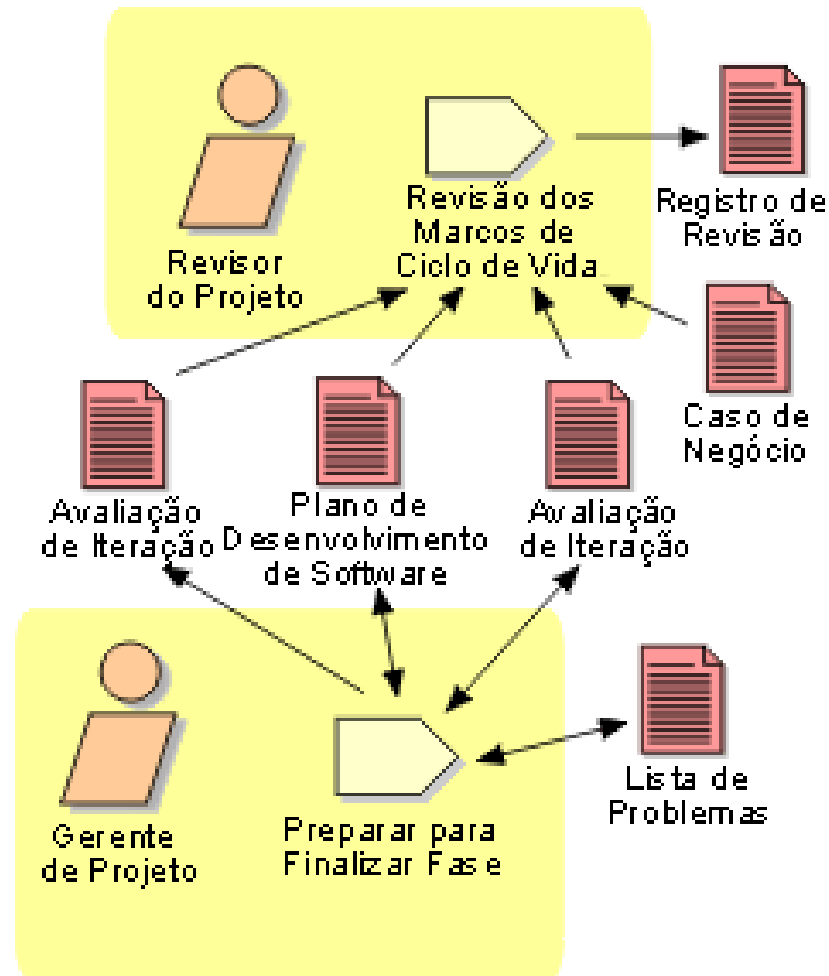 Revisor
do Projeto
Revisão dos
Marcos de
Ciclo de Vida
Registro de
Revisão
Caso de
Negócio
Avaliação
de Iteração
Plano de
Desenvolvimento
de Software
Avaliação
de Iteração
Gerente
de Projeto
Preparar para
Finalizar Fase
Lista de
Problemas